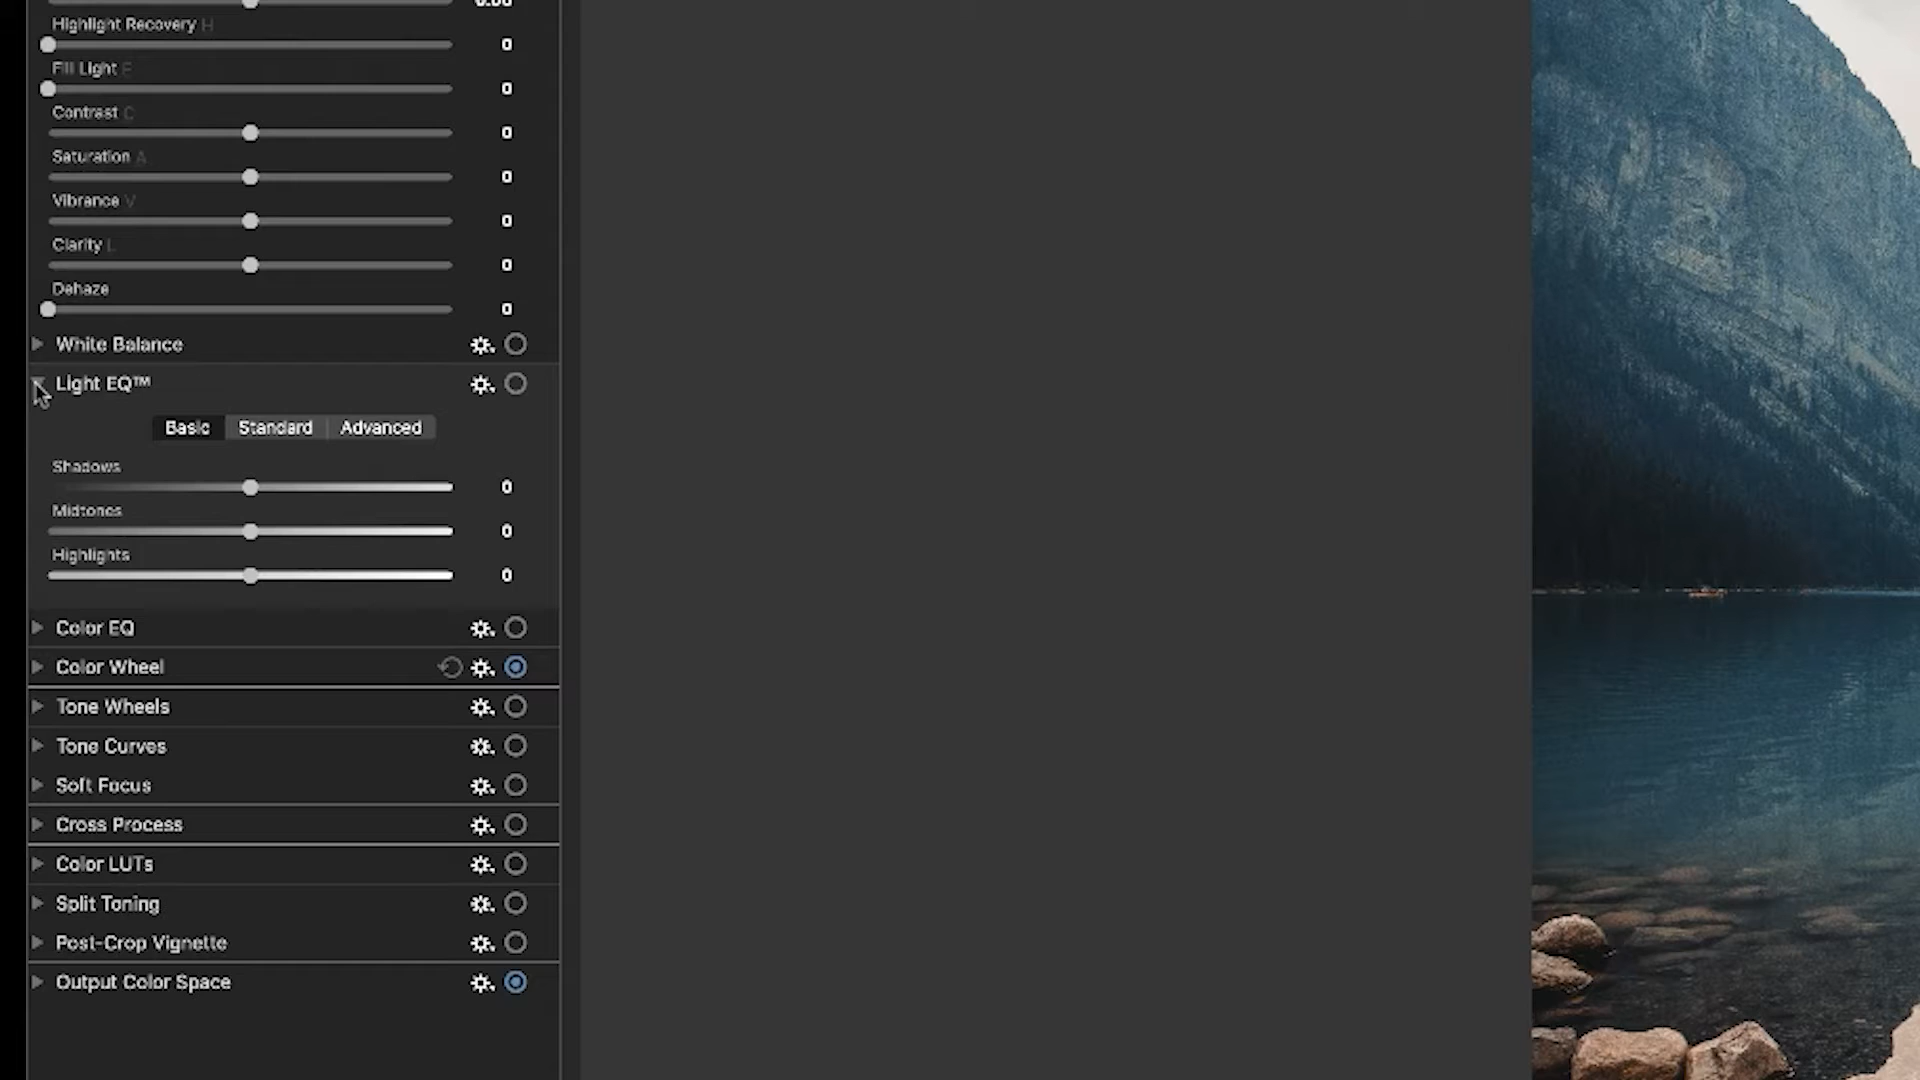 Highlight Recovery H
0
Fill Light F
0
Contrast C
0
Saturation A
0
Vibrance V
0
Clarity L
0
Dehaze
0
White Balance
Light EQ™
Basic Standard Advanced
Shadows
0
Midtones
0
Highlights
0
Color EQ
Color Wheel
Tone Wheels
Tone Curves
Soft Focus
Cross Process
Color LUTs
Split Toning
Post-Crop Vignette
Output Color Space